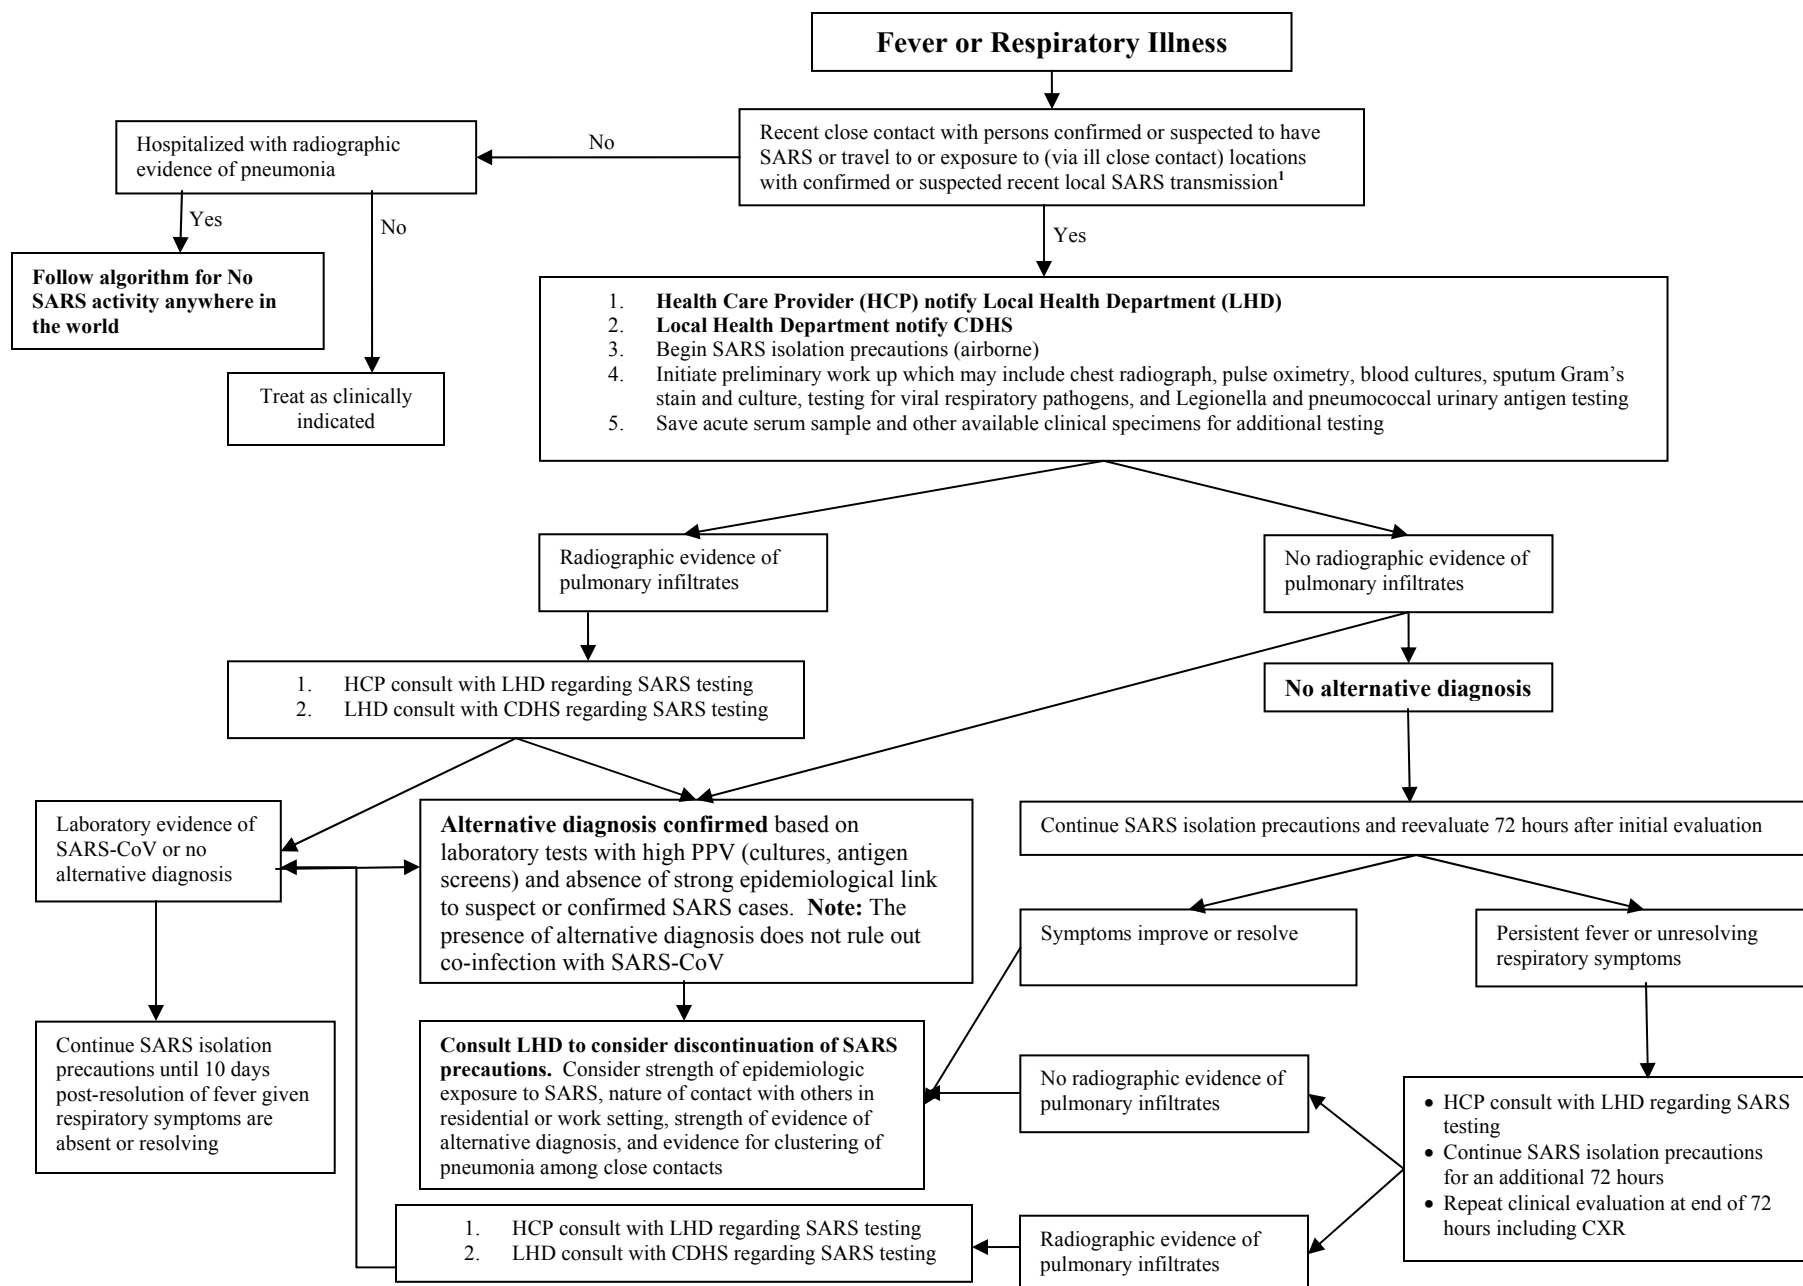 Fever or Respiratory Illness
Hospitalized with radiographic
evidence of pneumonia
No
Recent close contact with persons confirmed or suspected to have
SARS or travel to or exposure to (via ill close contact) locations
with confirmed or suspected recent local SARS transmission1
Yes
No
Yes
Follow algorithm for No
SARS activity anywhere in
the world
Treat as clinically
indicated
1. Health Care Provider (HCP) notify Local Health Department (LHD)
2. Local Health Department notify CDHS
3. Begin SARS isolation precautions (airborne)
4. Initiate preliminary work up which may include chest radiograph, pulse oximetry, blood cultures, sputum Gram's
stain and culture, testing for viral respiratory pathogens, and Legionella and pneumococcal urinary antigen testing
5. Save acute serum sample and other available clinical specimens for additional testing
Radiographic evidence of
pulmonary infiltrates
No radiographic evidence of
pulmonary infiltrates
1. HCP consult with LHD regarding SARS testing
2. LHD consult with CDHS regarding SARS testing
No alternative diagnosis
Laboratory evidence of
SARS-CoV or no
alternative diagnosis
Alternative diagnosis confirmed based on
laboratory tests with high PPV (cultures, antigen
screens) and absence of strong epidemiological link
to suspect or confirmed SARS cases. Note: The
presence of alternative diagnosis does not rule out
co-infection with SARS-CoV
Continue SARS isolation precautions and reevaluate 72 hours after initial evaluation
Symptoms improve or resolve
Persistent fever or unresolving
respiratory symptoms
Continue SARS isolation
precautions until 10 days
post-resolution of fever given
respiratory symptoms are
absent or resolving
Consult LHD to consider discontinuation of SARS
precautions. Consider strength of epidemiologic
exposure to SARS, nature of contact with others in
residential or work setting, strength of evidence of
alternative diagnosis, and evidence for clustering of
pneumonia among close contacts
No radiographic evidence of
pulmonary infiltrates
• HCP consult with LHD regarding SARS
testing
• Continue SARS isolation precautions
for an additional 72 hours
• Repeat clinical evaluation at end of 72
hours including CXR
1. HCP consult with LHD regarding SARS testing
2. LHD consult with CDHS regarding SARS testing
Radiographic evidence of
pulmonary infiltrates